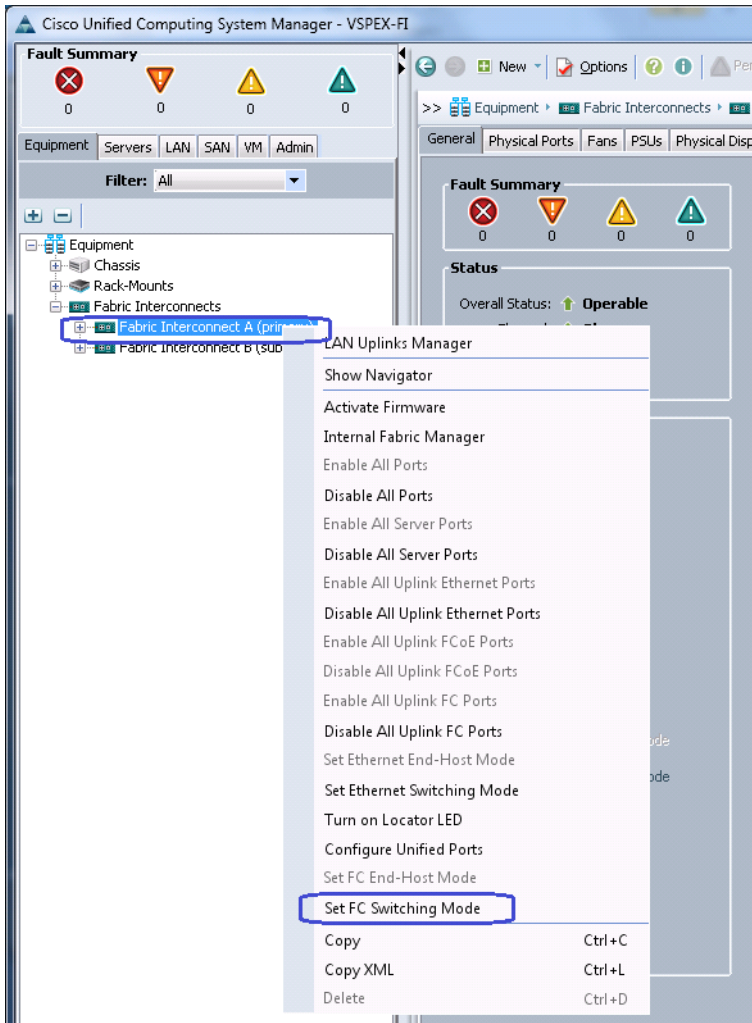 Cisco Unified Computing System Manager - VSPEX-FI
Fault Summary
0 0 0 0
Equipment Servers LAN SAN VM Admin
Filter: All
Equipment
Chassis
Rack-Mounts
Fabric Interconnects
Fabric Interconnect A (primary)
Fabric Interconnect B (sub
New Options
>> Equipment Fabric Interconnects
General Physical Ports Fans PSUs Physical Disp
Fault Summary
0 0 0 0
Status
Overall Status: Operable
LAN Uplinks Manager
Show Navigator
Activate Firmware
Internal Fabric Manager
Enable All Ports
Disable All Ports
Enable All Server Ports
Disable All Server Ports
Enable All Uplink Ethernet Ports
Disable All Uplink Ethernet Ports
Enable All Uplink FCoE Ports
Disable All Uplink FCoE Ports
Enable All Uplink FC Ports
Disable All Uplink FC Ports
Set Ethernet End-Host Mode
Set Ethernet Switching Mode
Turn on Locator LED
Configure Unified Ports
Set FC End-Host Mode
Set FC Switching Mode
Copy Ctrl+C
Copy XML Ctrl+L
Delete Ctrl+D
ode
ode